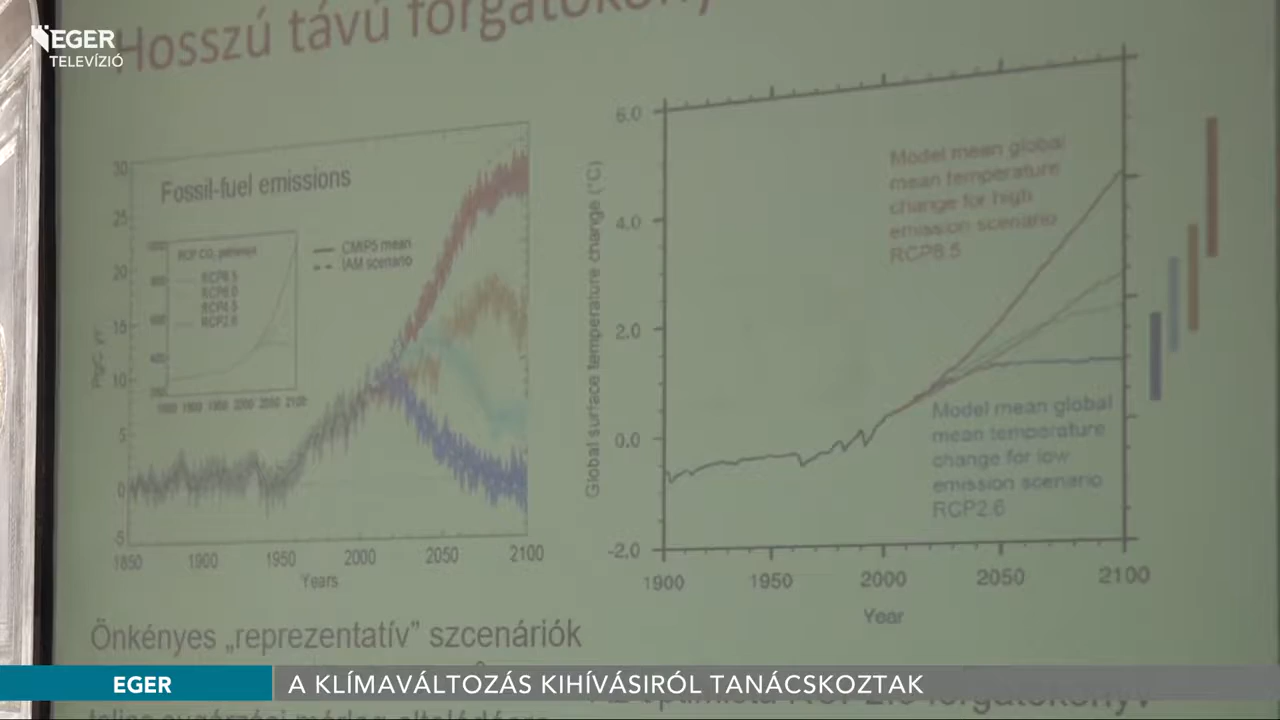 EGER
TELEVÍZIÓ
Hosszú távú
Fossil-fuel emissions
CMIP5 mean
IAM scenario
RCP8.5
RCP6.0
RCP4.5
RCP2.6
30
25
20
15
10
5
0
-5
1850 1900 1950 2000 2050 2100
Years
Global surface temperature change (°C)
6.0
4.0
2.0
0.0
-2.0
Model mean global
mean temperature
change for high
emission scenario
RCP8.5
Model mean global
mean temperature
change for low
emission scenario
RCP2.6
1900 1950 2000 2050 2100
Year
Önkényes „reprezentatív” szcenáriók
EGER
A KLÍMAVÁLTOZÁS KIHÍVÁSIRÓL TANÁCSKOZTAK